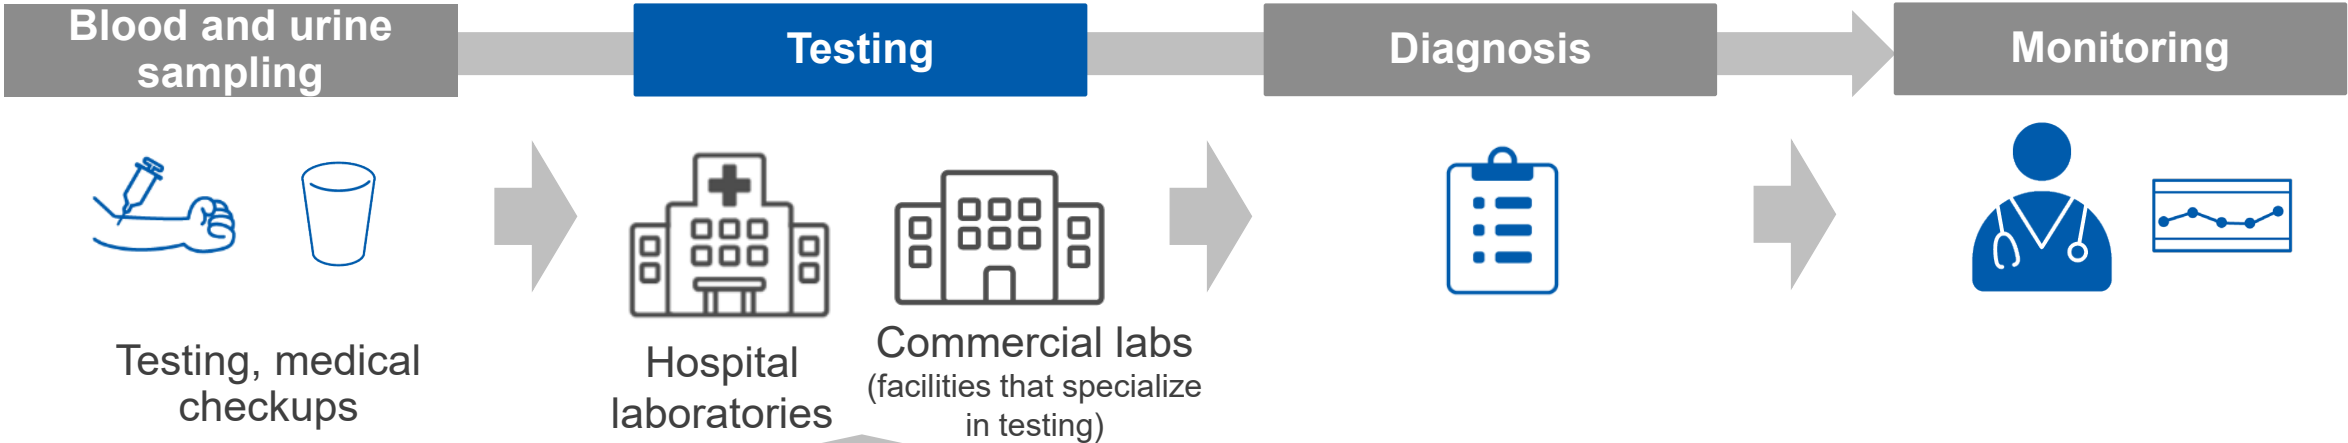 Blood and urine
sampling
Testing
Diagnosis
Monitoring
Testing, medical
checkups
Hospital
laboratories
Commercial labs
(facilities that specialize
in testing)